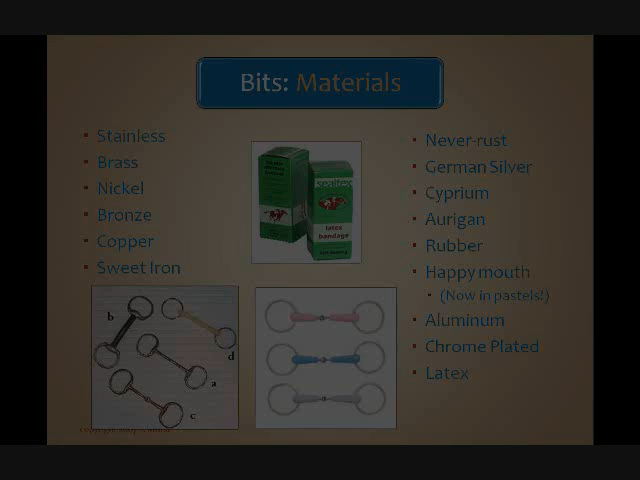 Bits: Materials
Stainless
Brass
Nickel
Bronze
Copper
Sweet Iron
Never-rust
German Silver
Cyprium
Aurigan
Rubber
Happy mouth
(Now in pastels!)
Aluminum
Chrome Plated
Latex
sealtex
latex
bandage
b
d
a
c